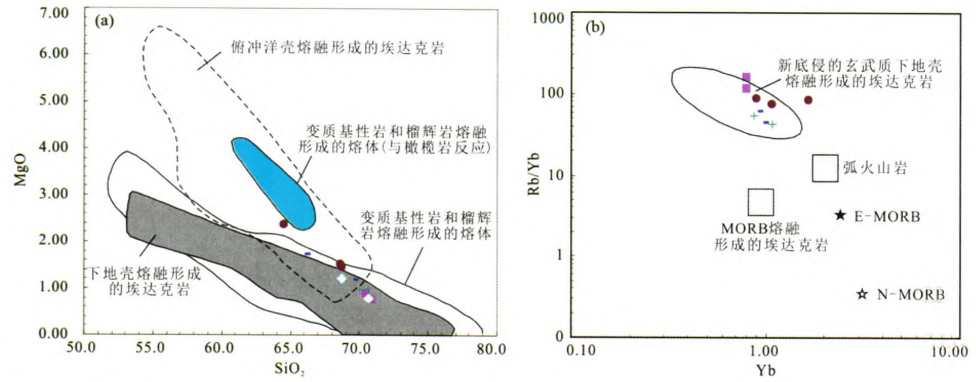 (a)
7.00
6.00
5.00
4.00
3.00
2.00
1.00
0.00
MgO
50.0
55.0
60.0
65.0
70.0
75.0
80.0
SiO₂
俯冲洋壳熔融形成的埃达克岩
变质基性岩和榴辉岩熔融
形成的熔体(与橄榄岩反应)
变质基性岩和榴辉
岩熔融形成的熔体
下地壳熔融形成
的埃达克岩
(b)
1000
100
10
1
0
Rb/Yb
0.10
1.00
10.00
Yb
新底侵的玄武质下地壳
熔融形成的埃达克岩
弧火山岩
MORB熔融
形成的埃达克岩
E-MORB
N-MORB